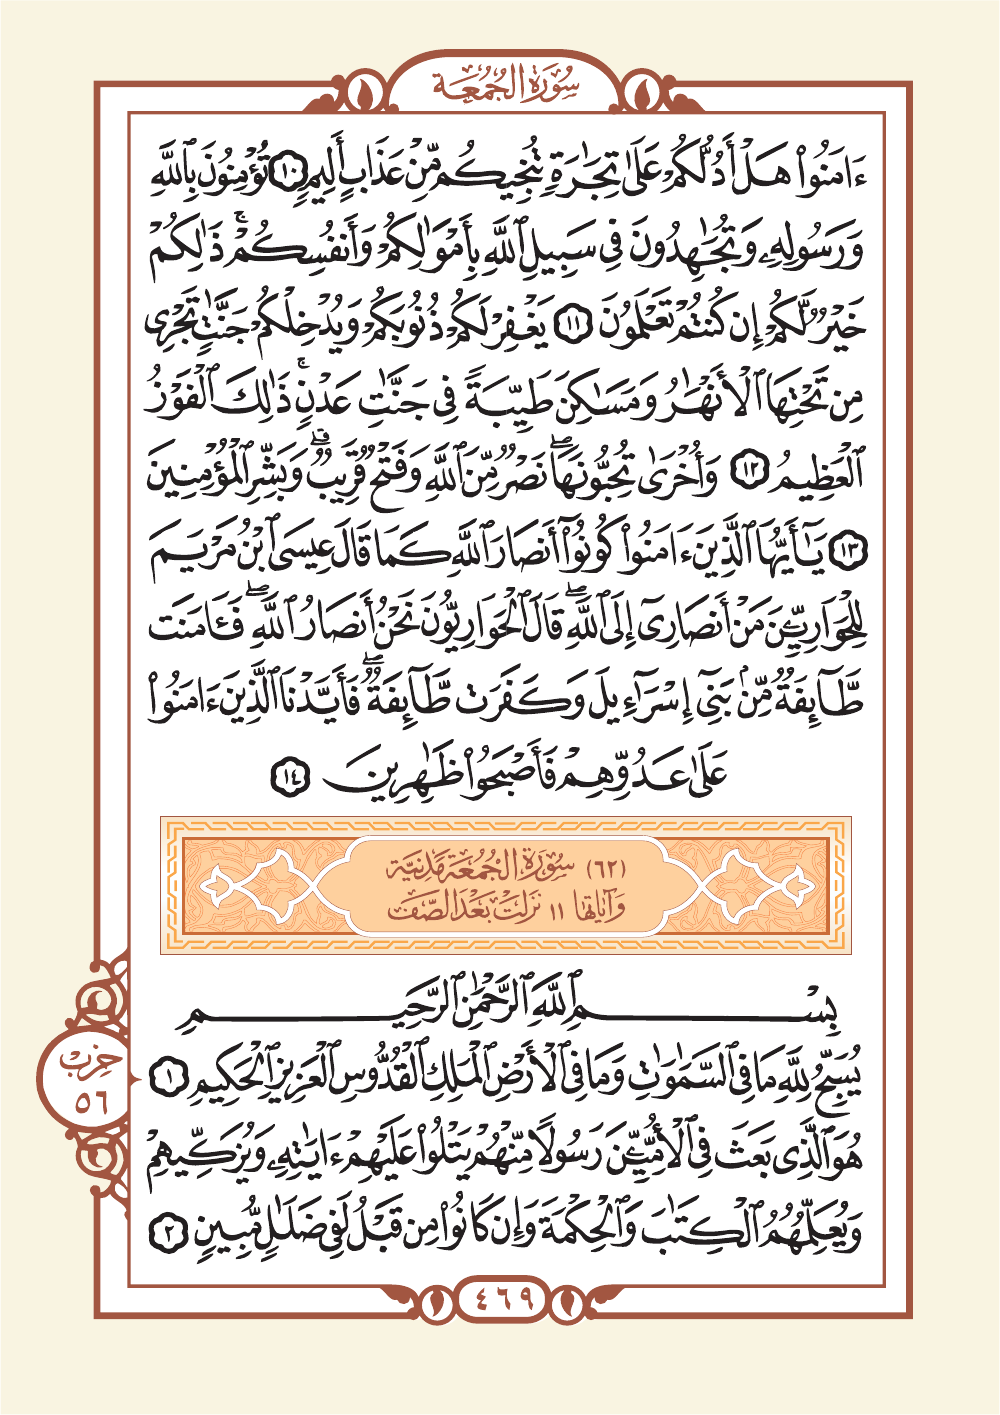 سُورَةُ الجُمُعَة
ءَامَنُواْ هَلْ أَدُلُّكُمْ عَلَىٰ تِجَٰرَةٖ تُنجِيكُم مِّنْ عَذَابٍ أَلِيمٖ ١٠ تُؤْمِنُونَ بِٱللَّهِ
وَرَسُولِهِۦ وَتُجَٰهِدُونَ فِي سَبِيلِ ٱللَّهِ بِأَمْوَٰلِكُمْ وَأَنفُسِكُمْۚ ذَٰلِكُمْ
خَيْرٞ لَّكُمْ إِن كُنتُمْ تَعْلَمُونَ ١١ يَغْفِرْ لَكُمْ ذُنُوبَكُمْ وَيُدْخِلْكُمْ جَنَّٰتٖ تَجْرِي
مِن تَحْتِهَا ٱلْأَنْهَٰرُ وَمَسَٰكِنَ طَيِّبَةٗ فِي جَنَّٰتِ عَدْنٖۚ ذَٰلِكَ ٱلْفَوْزُ
ٱلْعَظِيمُ ١٢ وَأُخْرَىٰ تُحِبُّونَهَاۖ نَصْرٞ مِّنَ ٱللَّهِ وَفَتْحٞ قَرِيبٞۗ وَبَشِّرِ ٱلْمُؤْمِنِينَ
١٣ يَٰٓأَيُّهَا ٱلَّذِينَ ءَامَنُواْ كُونُوٓاْ أَنصَارَ ٱللَّهِ كَمَا قَالَ عِيسَى ٱبْنُ مَرْيَمَ
لِلْحَوَارِيِّـۧنَ مَنْ أَنصَارِيٓ إِلَى ٱللَّهِۖ قَالَ ٱلْحَوَارِيُّونَ نَحْنُ أَنصَارُ ٱللَّهِۖ فَـَٔامَنَت
طَّآئِفَةٞ مِّنۢ بَنِيٓ إِسْرَٰٓءِيلَ وَكَفَرَت طَّآئِفَةٞۖ فَأَيَّدْنَا ٱلَّذِينَ ءَامَنُواْ
عَلَىٰ عَدُوِّهِمْ فَأَصْبَحُواْ ظَٰهِرِينَ ١٤
(٦٢) سُورَةُ الجُمُعَة مَدَنِيَّة
وَآيَاتُهَا ١١ نَزَلَتْ بَعْدَ الصَّفّ
بِسْمِ ٱللَّهِ ٱلرَّحْمَٰنِ ٱلرَّحِيمِ
يُسَبِّحُ لِلَّهِ مَا فِي ٱلسَّمَٰوَٰتِ وَمَا فِي ٱلْأَرْضِ ٱلْمَلِكِ ٱلْقُدُّوسِ ٱلْعَزِيزِ ٱلْحَكِيمِ ١
هُوَ ٱلَّذِي بَعَثَ فِي ٱلْأُمِّيِّـۧنَ رَسُولٗا مِّنْهُمْ يَتْلُواْ عَلَيْهِمْ ءَايَٰتِهِۦ وَيُزَكِّيهِمْ
وَيُعَلِّمُهُمُ ٱلْكِتَٰبَ وَٱلْحِكْمَةَ وَإِن كَانُواْ مِن قَبْلُ لَفِي ضَلَٰلٖ مُّبِينٖ ٢
حِزْب
٥٦
٤٦٩